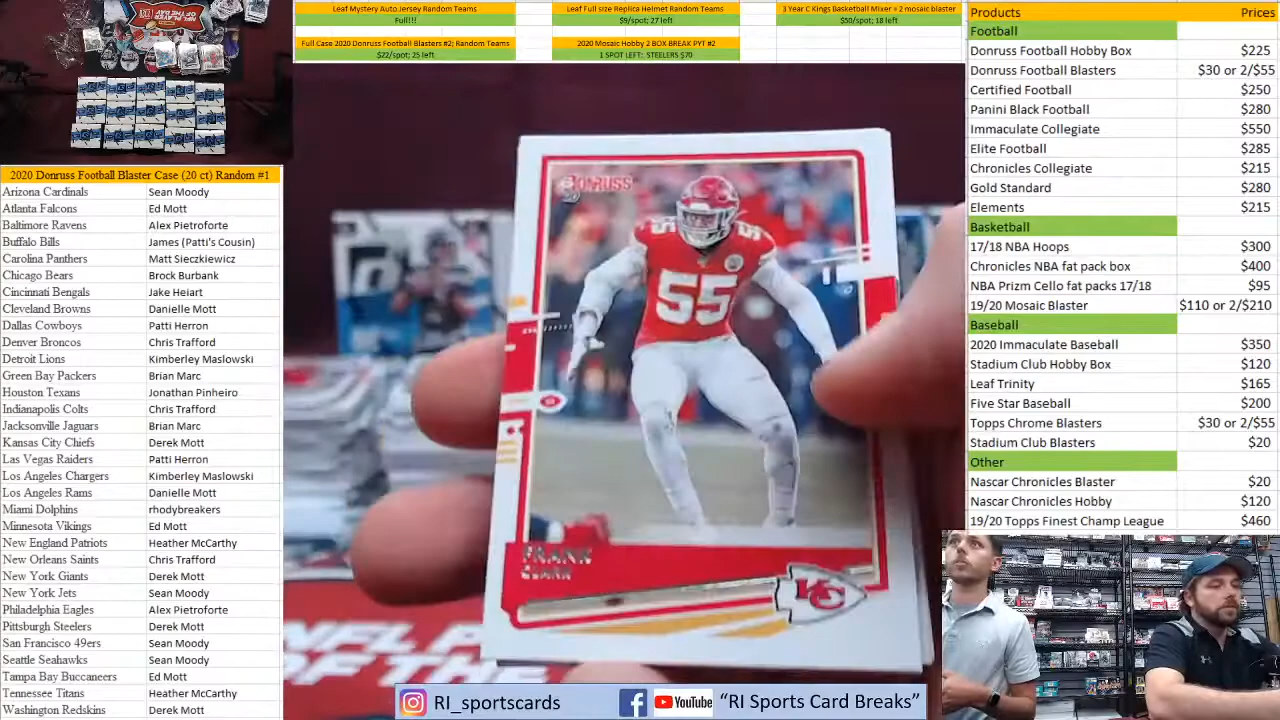 Leaf Mystery Auto Jersey Random Teams
Full!!!
Leaf Full size Replica Helmet Random Teams
$9/spot; 27 left
3 Year C Kings Basketball Mixer = 2 mosaic blaster
$50/spot; 18 left
Full Case 2020 Donruss Football Blasters #2; Random Teams
$22/spot; 25 left
2020 Mosaic Hobby 2 BOX BREAK PYT #2
1 SPOT LEFT: STEELERS $70
2020 Donruss Football Blaster Case (20 ct) Random #1
Arizona Cardinals Sean Moody
Atlanta Falcons Ed Mott
Baltimore Ravens Alex Pietroforte
Buffalo Bills James (Patti's Cousin)
Carolina Panthers Matt Sieczkiewicz
Chicago Bears Brock Burbank
Cincinnati Bengals Jake Heiart
Cleveland Browns Danielle Mott
Dallas Cowboys Patti Herron
Denver Broncos Chris Trafford
Detroit Lions Kimberley Maslowski
Green Bay Packers Brian Marc
Houston Texans Jonathan Pinheiro
Indianapolis Colts Chris Trafford
Jacksonville Jaguars Brian Marc
Kansas City Chiefs Derek Mott
Las Vegas Raiders Patti Herron
Los Angeles Chargers Kimberley Maslowski
Los Angeles Rams Danielle Mott
Miami Dolphins rhodybreakers
Minnesota Vikings Ed Mott
New England Patriots Heather McCarthy
New Orleans Saints Chris Trafford
New York Giants Derek Mott
New York Jets Sean Moody
Philadelphia Eagles Alex Pietroforte
Pittsburgh Steelers Derek Mott
San Francisco 49ers Sean Moody
Seattle Seahawks Sean Moody
Tampa Bay Buccaneers Ed Mott
Tennessee Titans Heather McCarthy
Washington Redskins Derek Mott
DONRUSS
55
FRANK
CLARK
KC
Products Prices
Football
Donruss Football Hobby Box $225
Donruss Football Blasters $30 or 2/$55
Certified Football $250
Panini Black Football $280
Immaculate Collegiate $550
Elite Football $285
Chronicles Collegiate $215
Gold Standard $280
Elements $215
Basketball
17/18 NBA Hoops $300
Chronicles NBA fat pack box $400
NBA Prizm Cello fat packs 17/18 $95
19/20 Mosaic Blaster $110 or 2/$210
Baseball
2020 Immaculate Baseball $350
Stadium Club Hobby Box $120
Leaf Trinity $165
Five Star Baseball $200
Topps Chrome Blasters $30 or 2/$55
Stadium Club Blasters $20
Other
Nascar Chronicles Blaster $20
Nascar Chronicles Hobby $120
19/20 Topps Finest Champ League $460
RI_sportscards
YouTube "RI Sports Card Breaks"